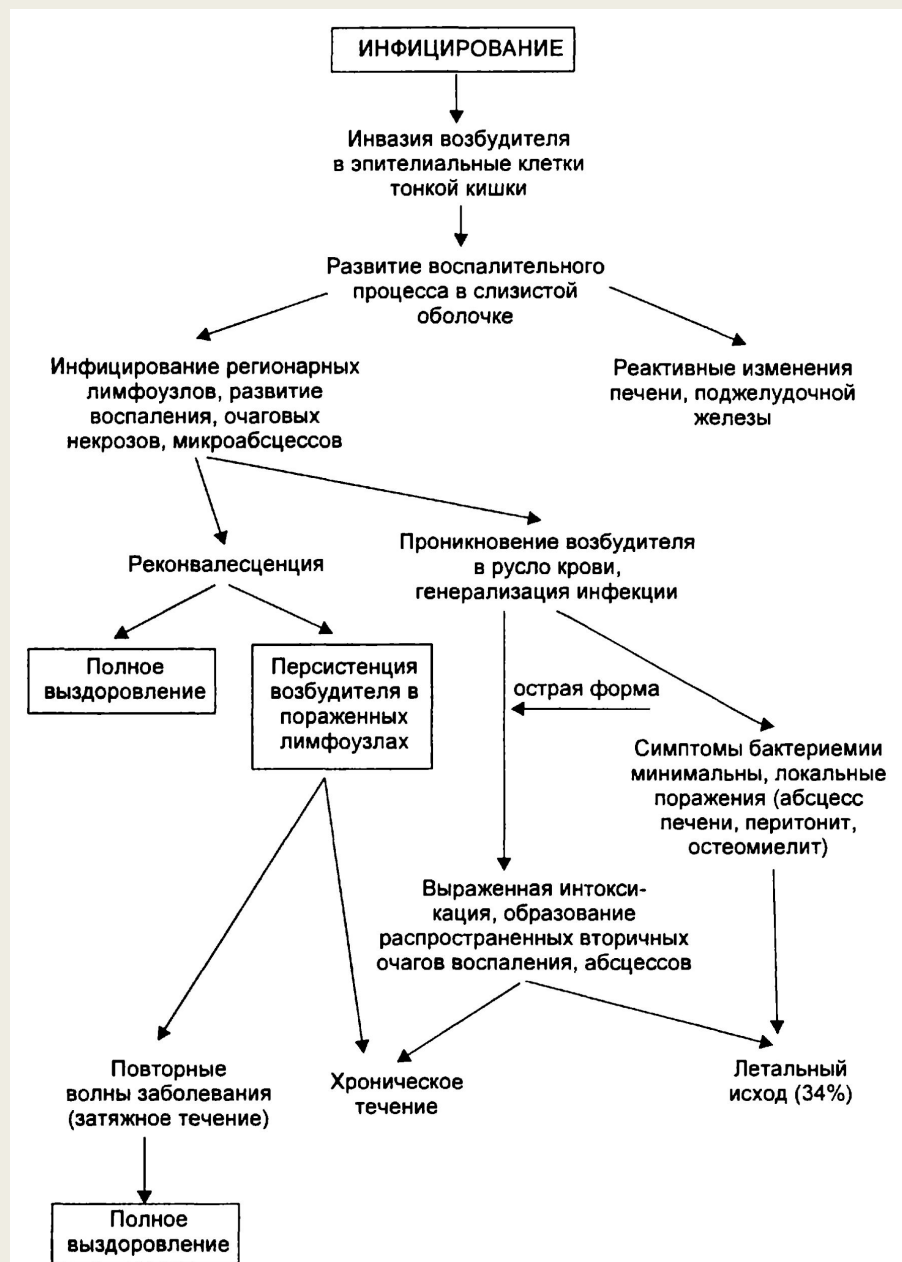 ИНФИЦИРОВАНИЕ
Инвазия возбудителя
в эпителиальные клетки
тонкой кишки
Развитие воспалительного
процесса в слизистой
оболочке
Инфицирование регионарных
лимфоузлов, развитие
воспаления, очаговых
некрозов, микроабсцессов
Реактивные изменения
печени, поджелудочной
железы
Реконвалесценция
Проникновение возбудителя
в русло крови,
генерализация инфекции
Полное
выздоровление
Персистенция
возбудителя в
пораженных
лимфоузлах
острая форма
Симптомы бактериемии
минимальны, локальные
поражения (абсцесс
печени, перитонит,
остеомиелит)
Выраженная интокси-
кация, образование
распространенных вторичных
очагов воспаления, абсцессов
Повторные
волны заболевания
(затяжное течение)
Хроническое
течение
Летальный
исход (34%)
Полное
выздоровление